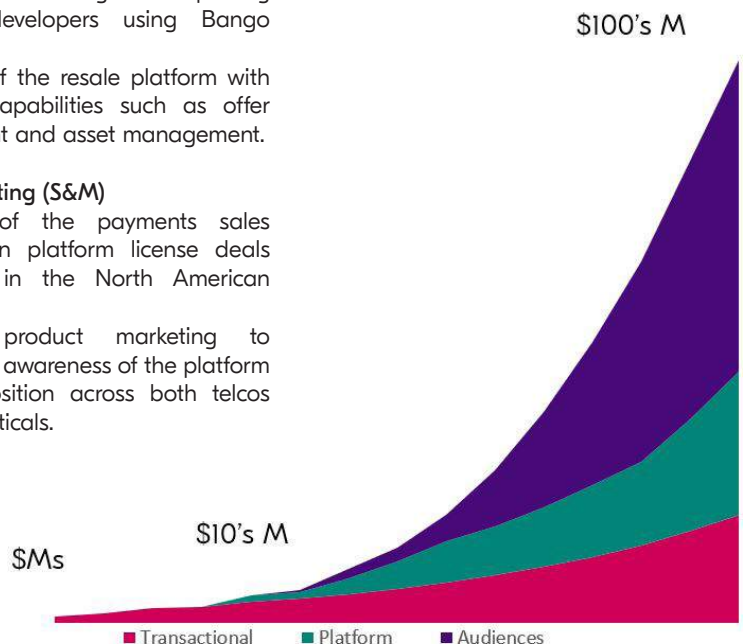 developers using Bango
f the resale platform with
apabilities such as offer
t and asset management.
ting (S&M)
of the payments sales
n platform license deals
in the North American
product marketing to
awareness of the platform
sition across both telcos
ticals.
$100's M
$10's M
$Ms
Transactional Platform Audiences